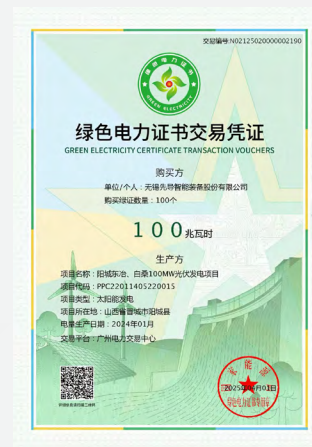 交易编号:N02125020000002190
绿色电力证书
GREEN ELECTRICITY
绿色电力证书交易凭证
GREEN ELECTRICITY CERTIFICATE TRANSACTION VOUCHERS
购买方
单位/个人：无锡先导智能装备股份有限公司
购买绿证数量：100个
100兆瓦时
生产方
项目名称：阳城东冶、白桑100MW光伏发电项目
项目代码：PPC22011405220015
项目类型：太阳能发电
项目所在地：山西省晋城市阳城县
电量生产日期：2024年01月
交易平台：广州电力交易中心